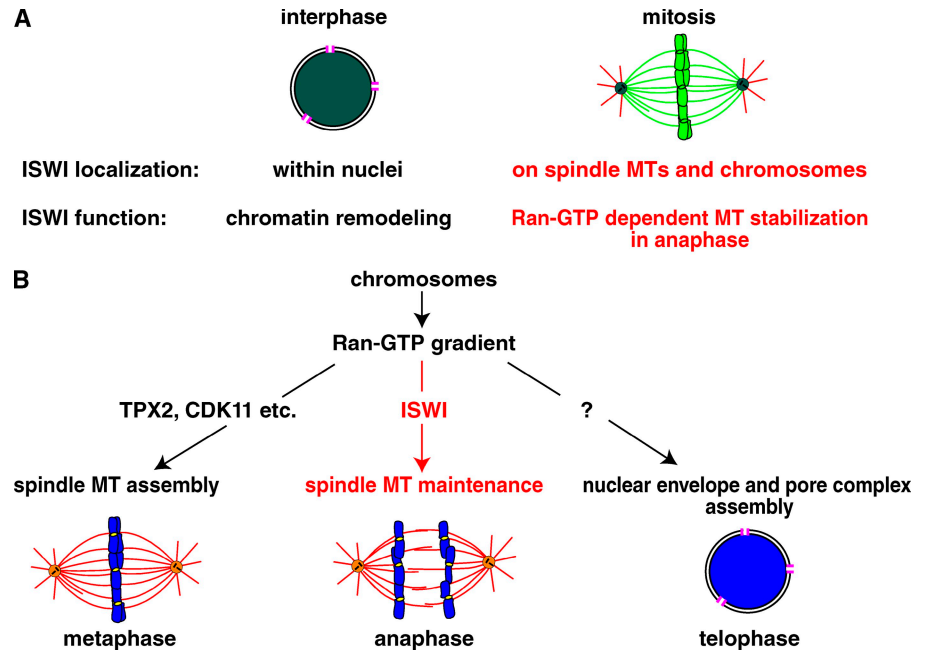 A
interphase
mitosis
ISWI localization:
within nuclei
on spindle MTs and chromosomes
ISWI function:
chromatin remodeling
Ran-GTP dependent MT stabilization
in anaphase
B
chromosomes
Ran-GTP gradient
TPX2, CDK11 etc.
ISWI
?
spindle MT assembly
spindle MT maintenance
nuclear envelope and pore complex
assembly
metaphase
anaphase
telophase